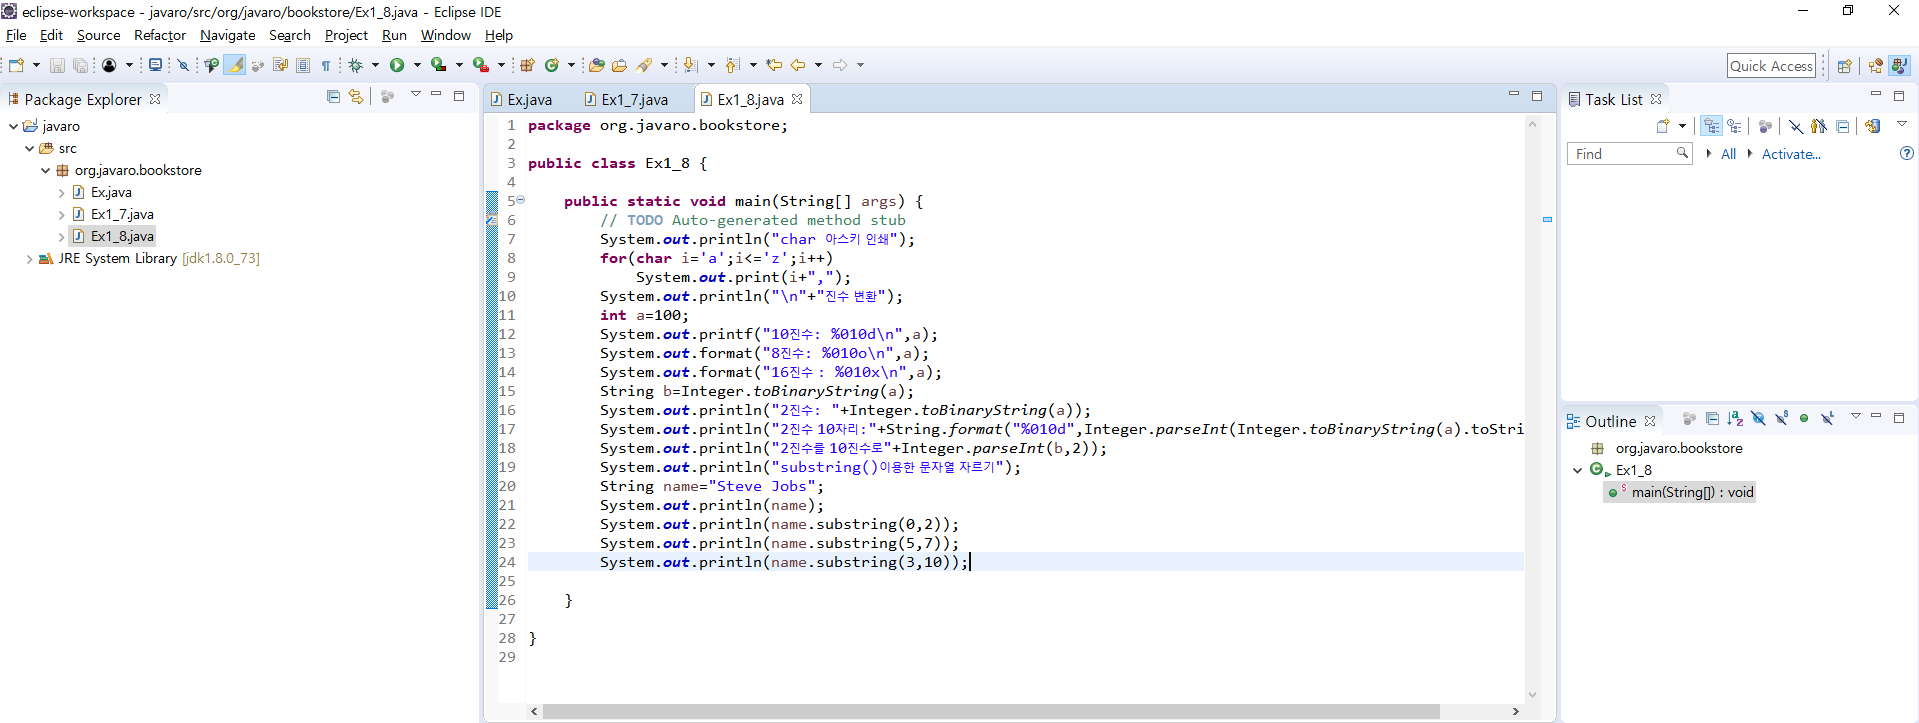 eclipse-workspace - javaro/src/org/javaro/bookstore/Ex1_8.java - Eclipse IDE
File Edit Source Refactor Navigate Search Project Run Window Help
Quick Access
Package Explorer
javaro
src
org.javaro.bookstore
Ex.java
Ex1_7.java
Ex1_8.java
JRE System Library [jdk1.8.0_73]
Ex.java Ex1_7.java Ex1_8.java
1 package org.javaro.bookstore;
2
3 public class Ex1_8 {
4
5 public static void main(String[] args) {
6 // TODO Auto-generated method stub
7 System.out.println("char 아스키 인쇄");
8 for(char i='a';i<='z';i++)
9 System.out.print(i+",");
10 System.out.println("\n"+"진수 변환");
11 int a=100;
12 System.out.printf("10진수: %010d\n",a);
13 System.out.format("8진수: %010o\n",a);
14 System.out.format("16진수 : %010x\n",a);
15 String b=Integer.toBinaryString(a);
16 System.out.println("2진수: "+Integer.toBinaryString(a));
17 System.out.println("2진수 10자리:"+String.format("%010d",Integer.parseInt(Integer.toBinaryString(a).toStri
18 System.out.println("2진수를 10진수로"+Integer.parseInt(b,2));
19 System.out.println("substring()이용한 문자열 자르기");
20 String name="Steve Jobs";
21 System.out.println(name);
22 System.out.println(name.substring(0,2));
23 System.out.println(name.substring(5,7));
24 System.out.println(name.substring(3,10));
25
26 }
27
28 }
29
Task List
Find All Activate...
Outline
org.javaro.bookstore
Ex1_8
main(String[]) : void